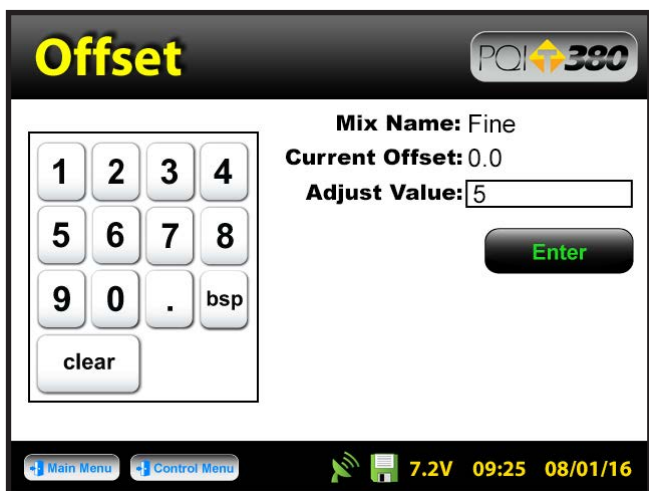 Offset
PQI T 380
Mix Name: Fine
Current Offset: 0.0
Adjust Value: 5
Enter
1 2 3 4
5 6 7 8
9 0 . bsp
clear
Main Menu Control Menu 7.2V 09:25 08/01/16